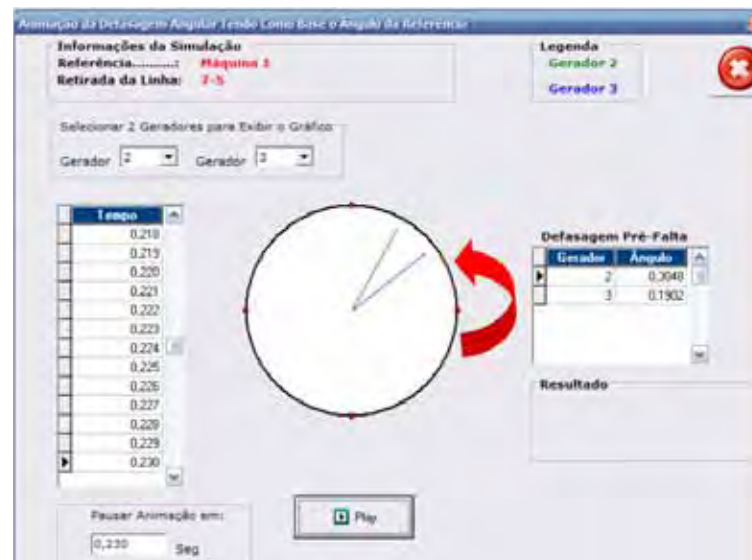 Animação da Defasagem Angular Tendo Como Base o Ângulo da Referência
Informações da Simulação
Referência.........: Máquina 1
Retirada da Linha: 7-5
Legenda
Gerador 2
Gerador 3
Selecionar 2 Geradores para Exibir o Gráfico
Gerador 2 Gerador 3
Tempo
0,218
0,219
0,220
0,221
0,222
0,223
0,224
0,225
0,226
0,227
0,228
0,229
0,230
Defasagem Pré-Falta
Gerador Ângulo
2 0,3048
3 0,1902
Resultado
Pausar Animação em:
0,230 Seg
Play